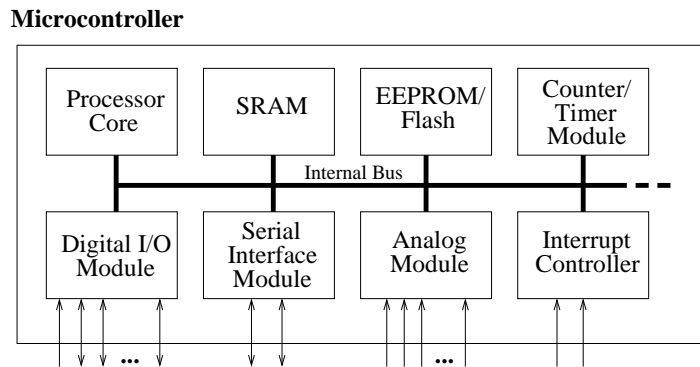 Microcontroller
Processor
Core
SRAM
EEPROM/
Flash
Counter/
Timer
Module
Internal Bus
Digital I/O
Module
Serial
Interface
Module
Analog
Module
Interrupt
Controller
...
...